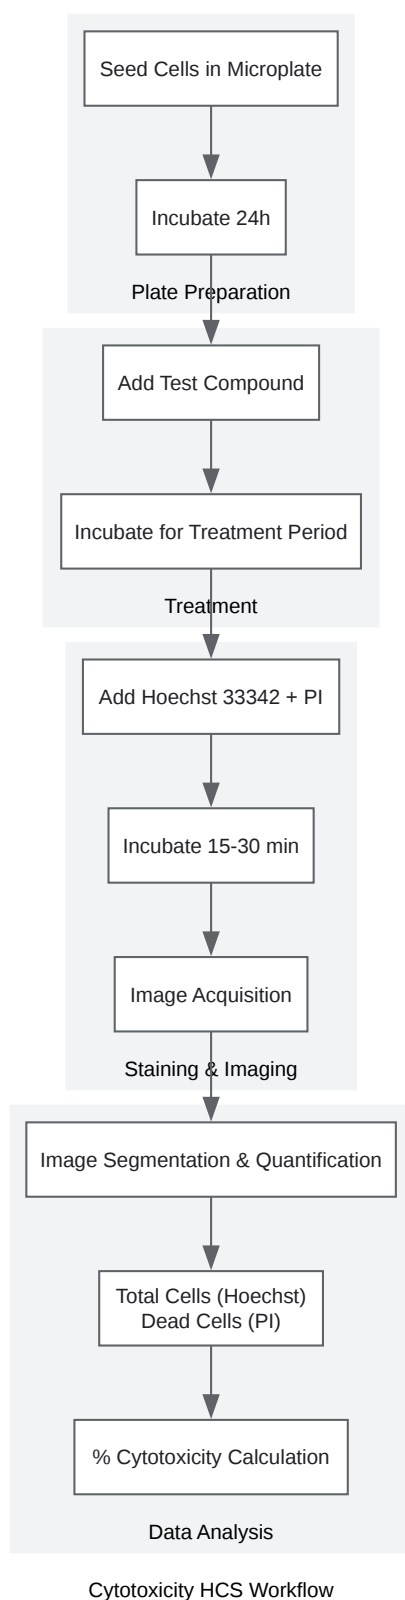 Seed Cells in Microplate
Incubate 24h
Plate Preparation
Add Test Compound
Incubate for Treatment Period
Treatment
Add Hoechst 33342 + PI
Incubate 15-30 min
Image Acquisition
Staining & Imaging
Image Segmentation & Quantification
Total Cells (Hoechst)
Dead Cells (PI)
% Cytotoxicity Calculation
Data Analysis
Cytotoxicity HCS Workflow